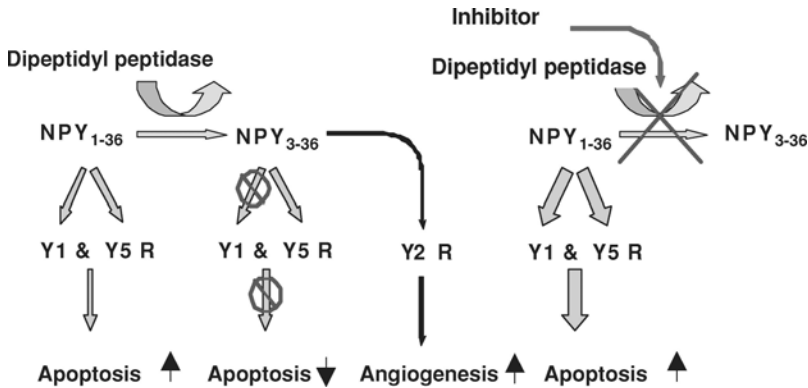 Inhibitor
Dipeptidyl peptidase
Dipeptidyl peptidase
NPY1-36
NPY3-36
NPY1-36
NPY3-36
Y1 & Y5 R
Y1 & Y5 R
Y2 R
Y1 & Y5 R
Apoptosis
Apoptosis
Angiogenesis
Apoptosis